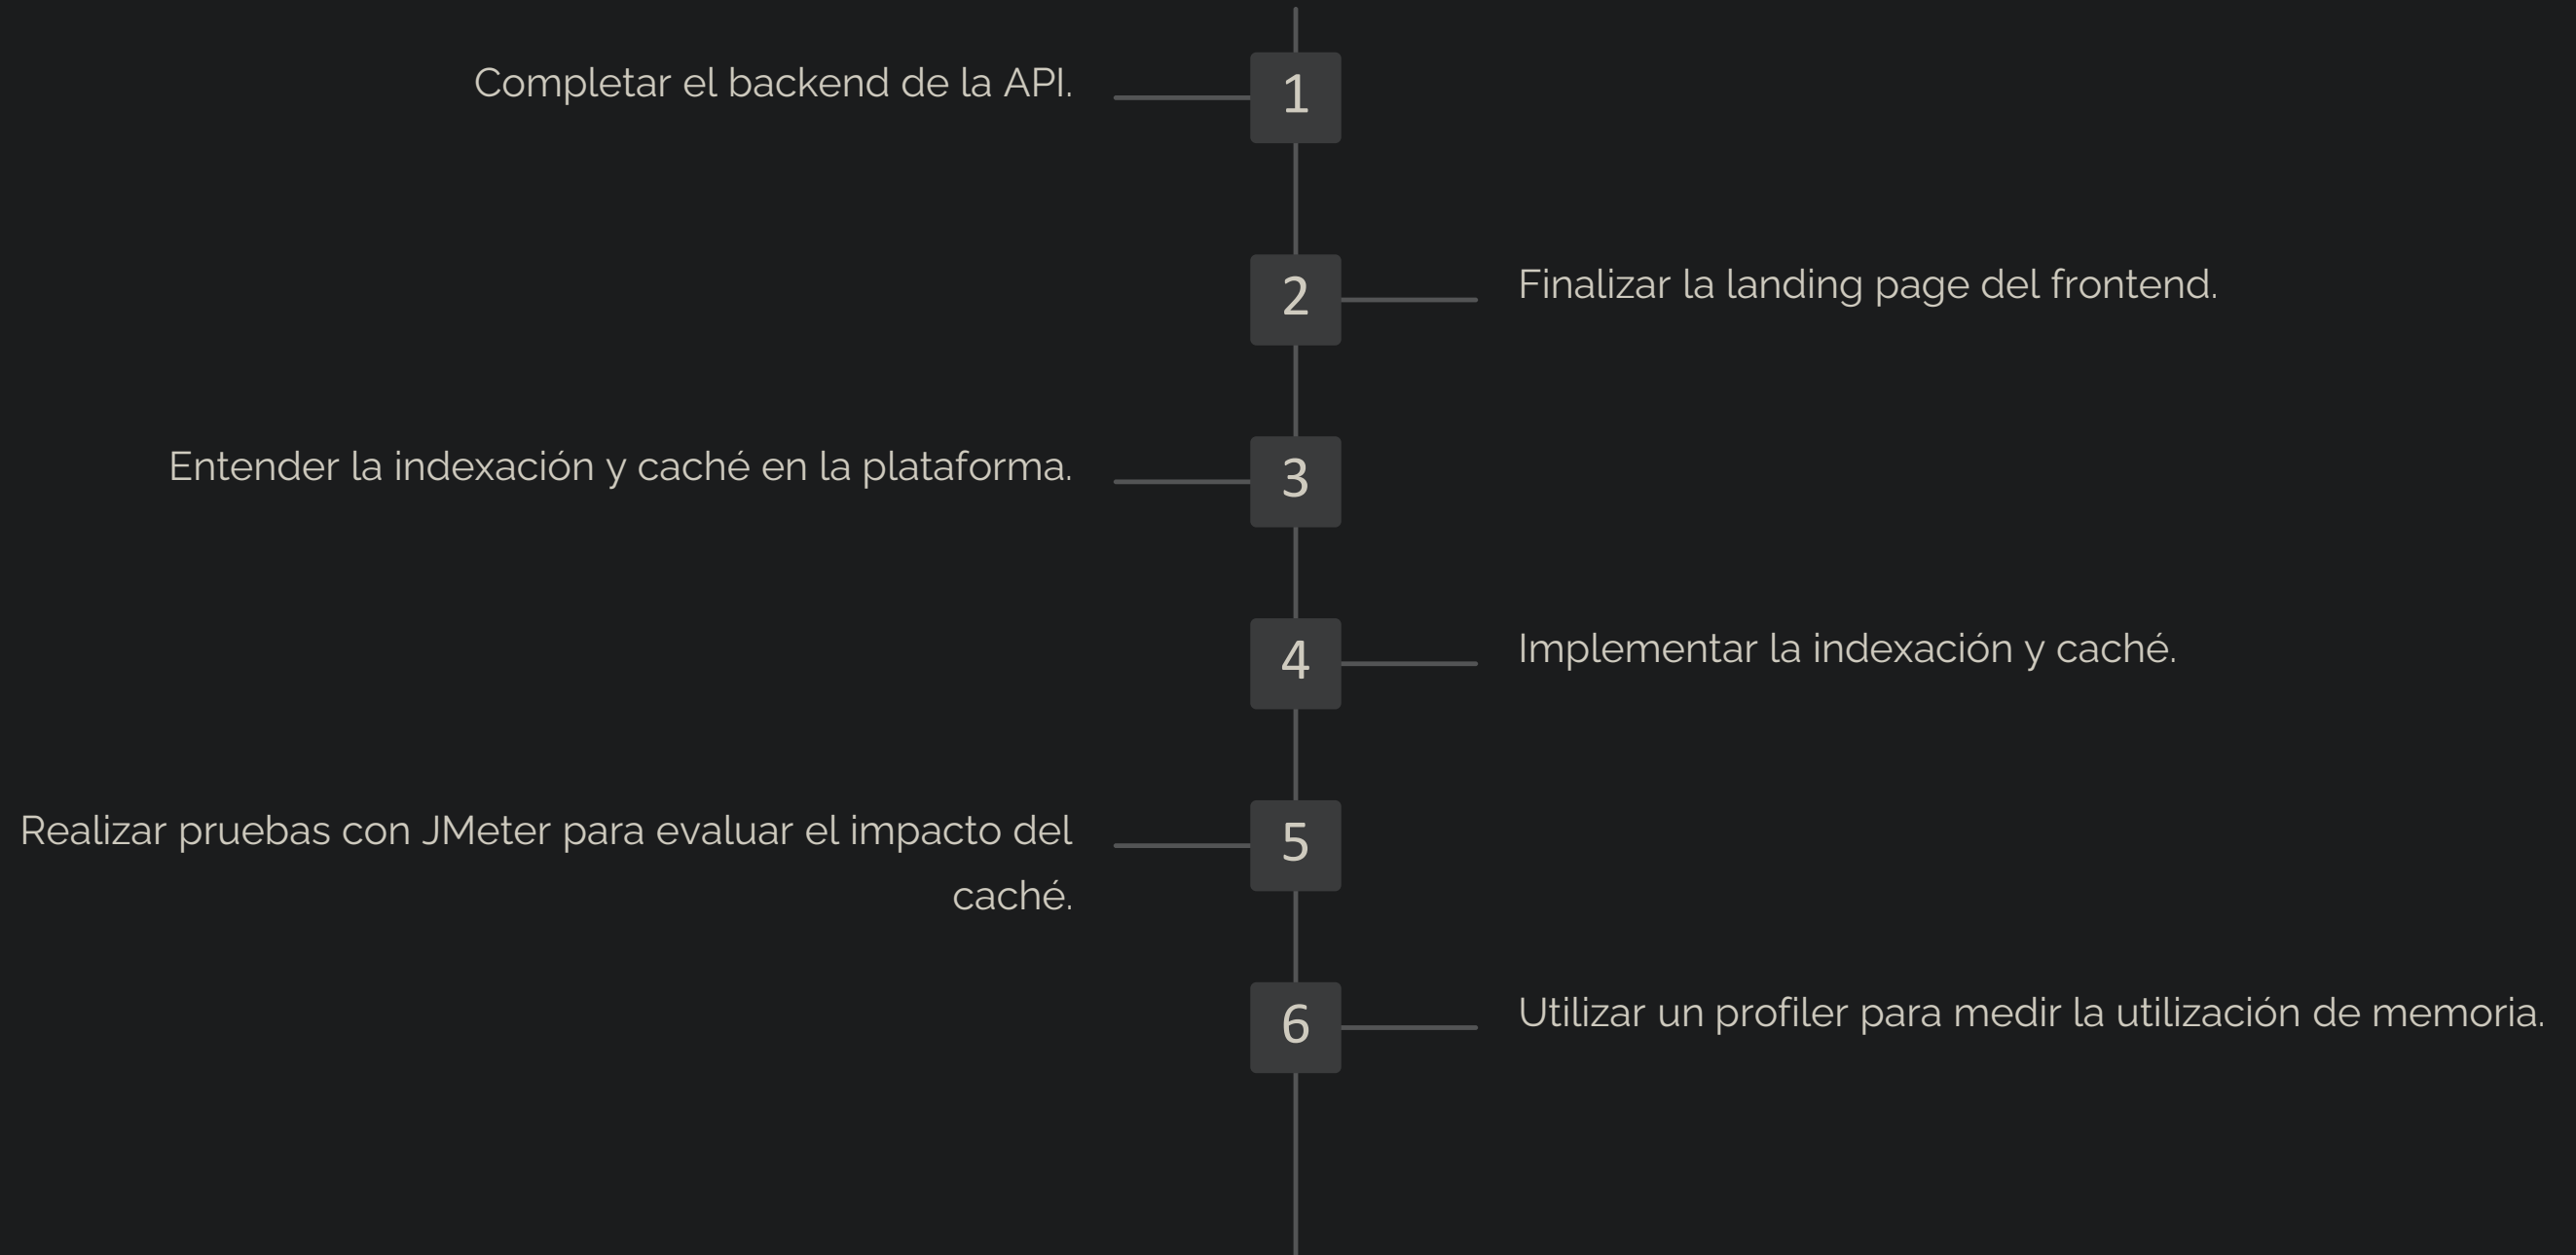 Completar el backend de la API.
1
2
Finalizar la landing page del frontend.
Entender la indexación y caché en la plataforma.
3
4
Implementar la indexación y caché.
Realizar pruebas con JMeter para evaluar el impacto del
caché.
5
6
Utilizar un profiler para medir la utilización de memoria.